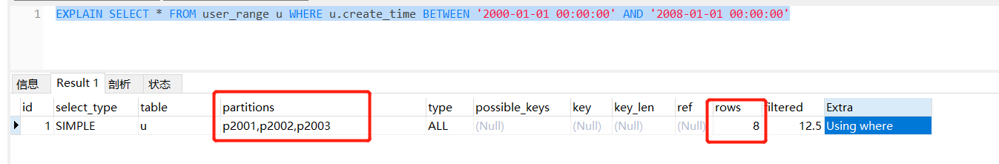 1 EXPLAIN SELECT * FROM user_range u WHERE u.create_time BETWEEN '2000-01-01 00:00:00' AND '2008-01-01 00:00:00'
信息 Result 1 剖析 状态
id select_type table partitions type possible_keys key key_len ref rows filtered Extra
1 SIMPLE u p2001,p2002,p2003 ALL (Null) (Null) (Null) (Null) 8 12.5 Using where